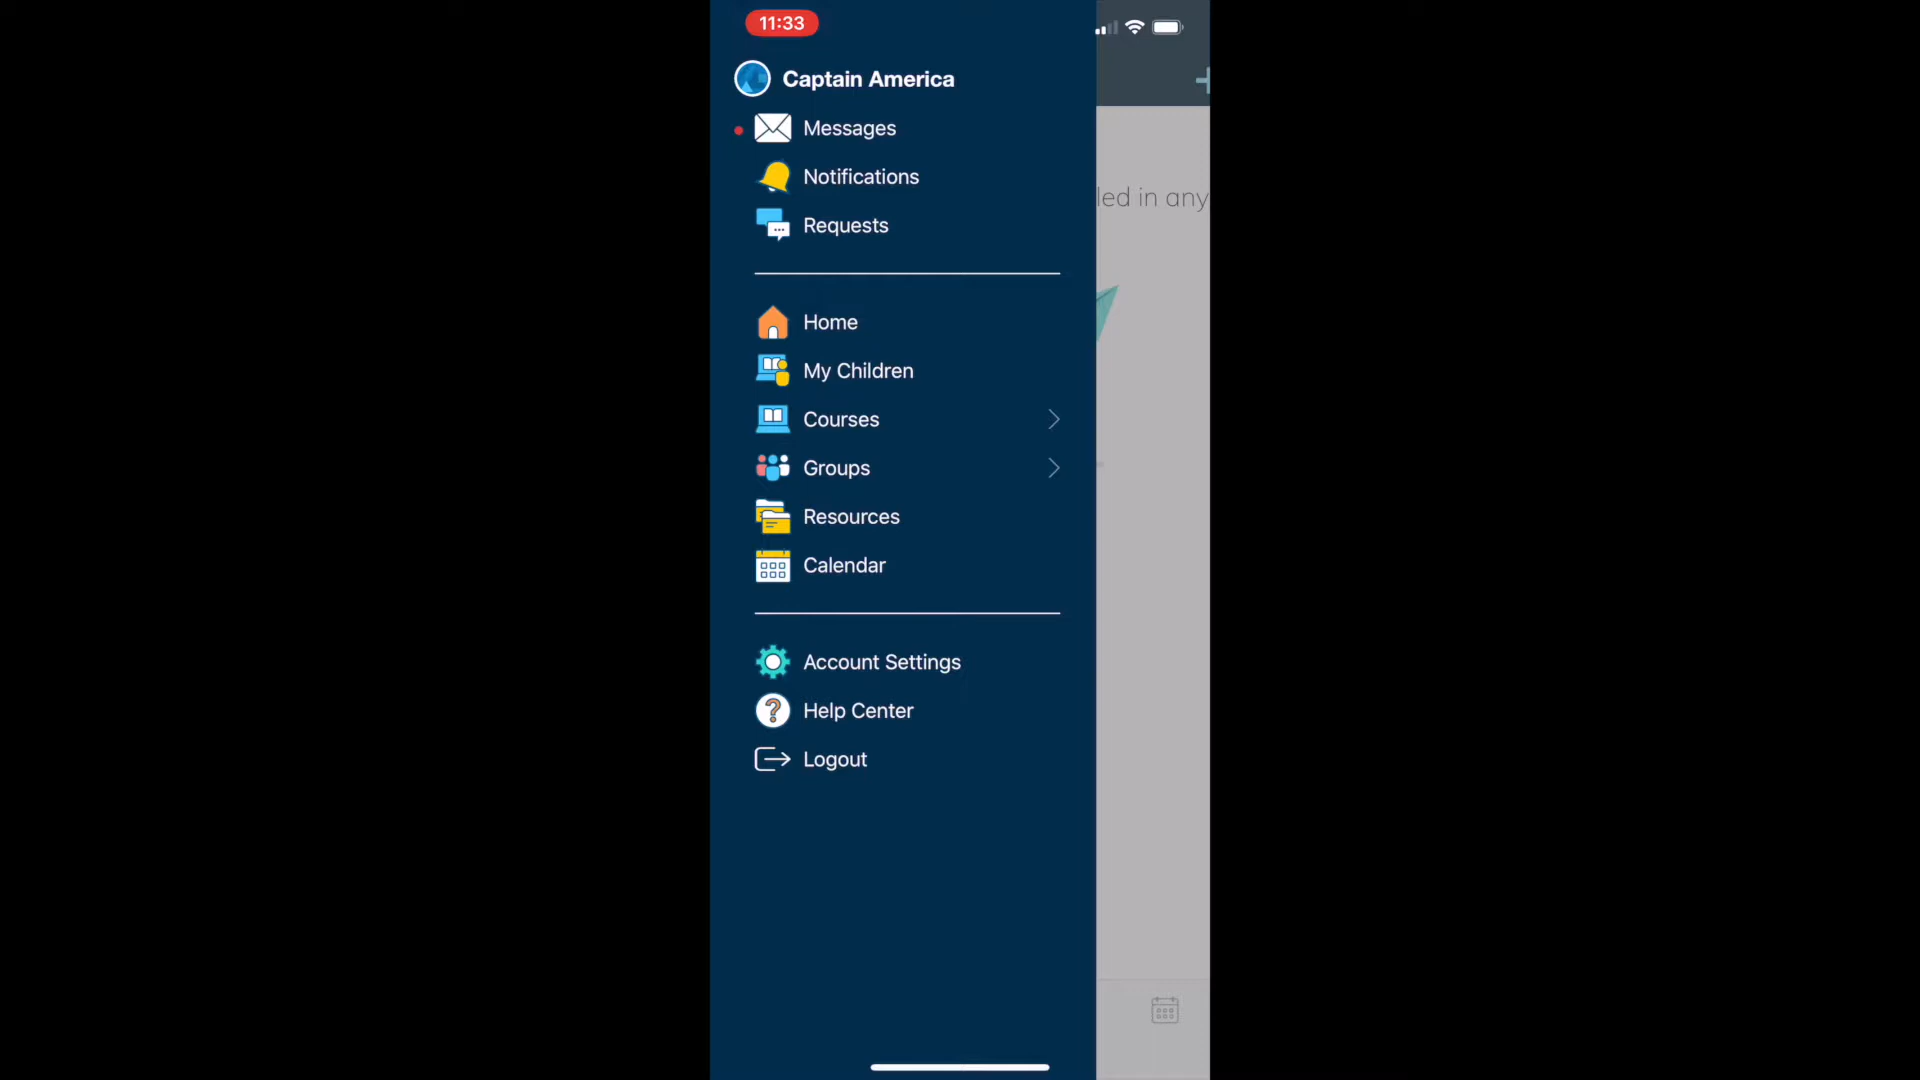 11:33
Captain America
Messages
Notifications
Requests
led in any
Home
My Children
Courses
Groups
Resources
Calendar
Account Settings
Help Center
Logout